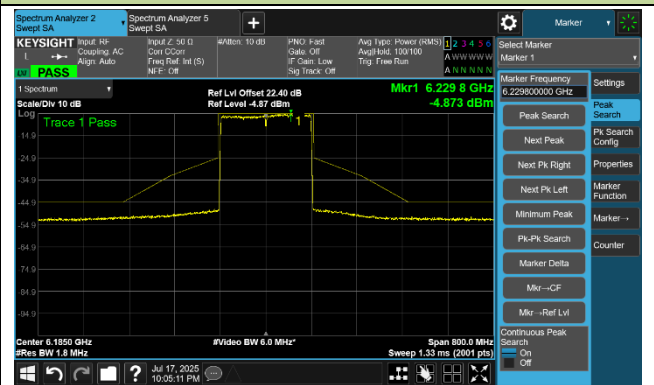 Spectrum Analyzer 2
Swept SA
Spectrum Analyzer 5
Swept SA
Marker
KEYSIGHT
Input: RF
Coupling: AC
Align: Auto
Input Z: 50 Ω
Corr CCorr
Freq Ref: Int (S)
NFE: Off
#Atten: 10 dB
PNO: Fast
Gate: Off
IF Gain: Low
Sig Track: Off
Avg Type: Power (RMS)
Avg|Hold: 100/100
Trig: Free Run
1 2 3 4 5 6
A W W W W W
A N N N N N
L
PASS
Select Marker
Marker 1
1 Spectrum
Scale/Div 10 dB
Ref Lvl Offset 22.40 dB
Ref Level -4.87 dBm
Mkr1 6.229 8 GHz
-4.873 dBm
Log
Trace 1 Pass
1
-14.9
-24.9
-34.9
-44.9
-54.9
-64.9
-74.9
-84.9
-94.9
Center 6.1850 GHz
#Res BW 1.8 MHz
#Video BW 6.0 MHz*
Span 800.0 MHz
Sweep 1.33 ms (2001 pts)
Marker Frequency
6.229800000 GHz
Peak Search
Next Peak
Next Pk Right
Next Pk Left
Minimum Peak
Pk-Pk Search
Marker Delta
Mkr→CF
Mkr→Ref Lvl
Continuous Peak
Search
On
Off
Settings
Peak
Search
Pk Search
Config
Properties
Marker
Function
Marker→
Counter
?
Jul 17, 2025
10:05:11 PM